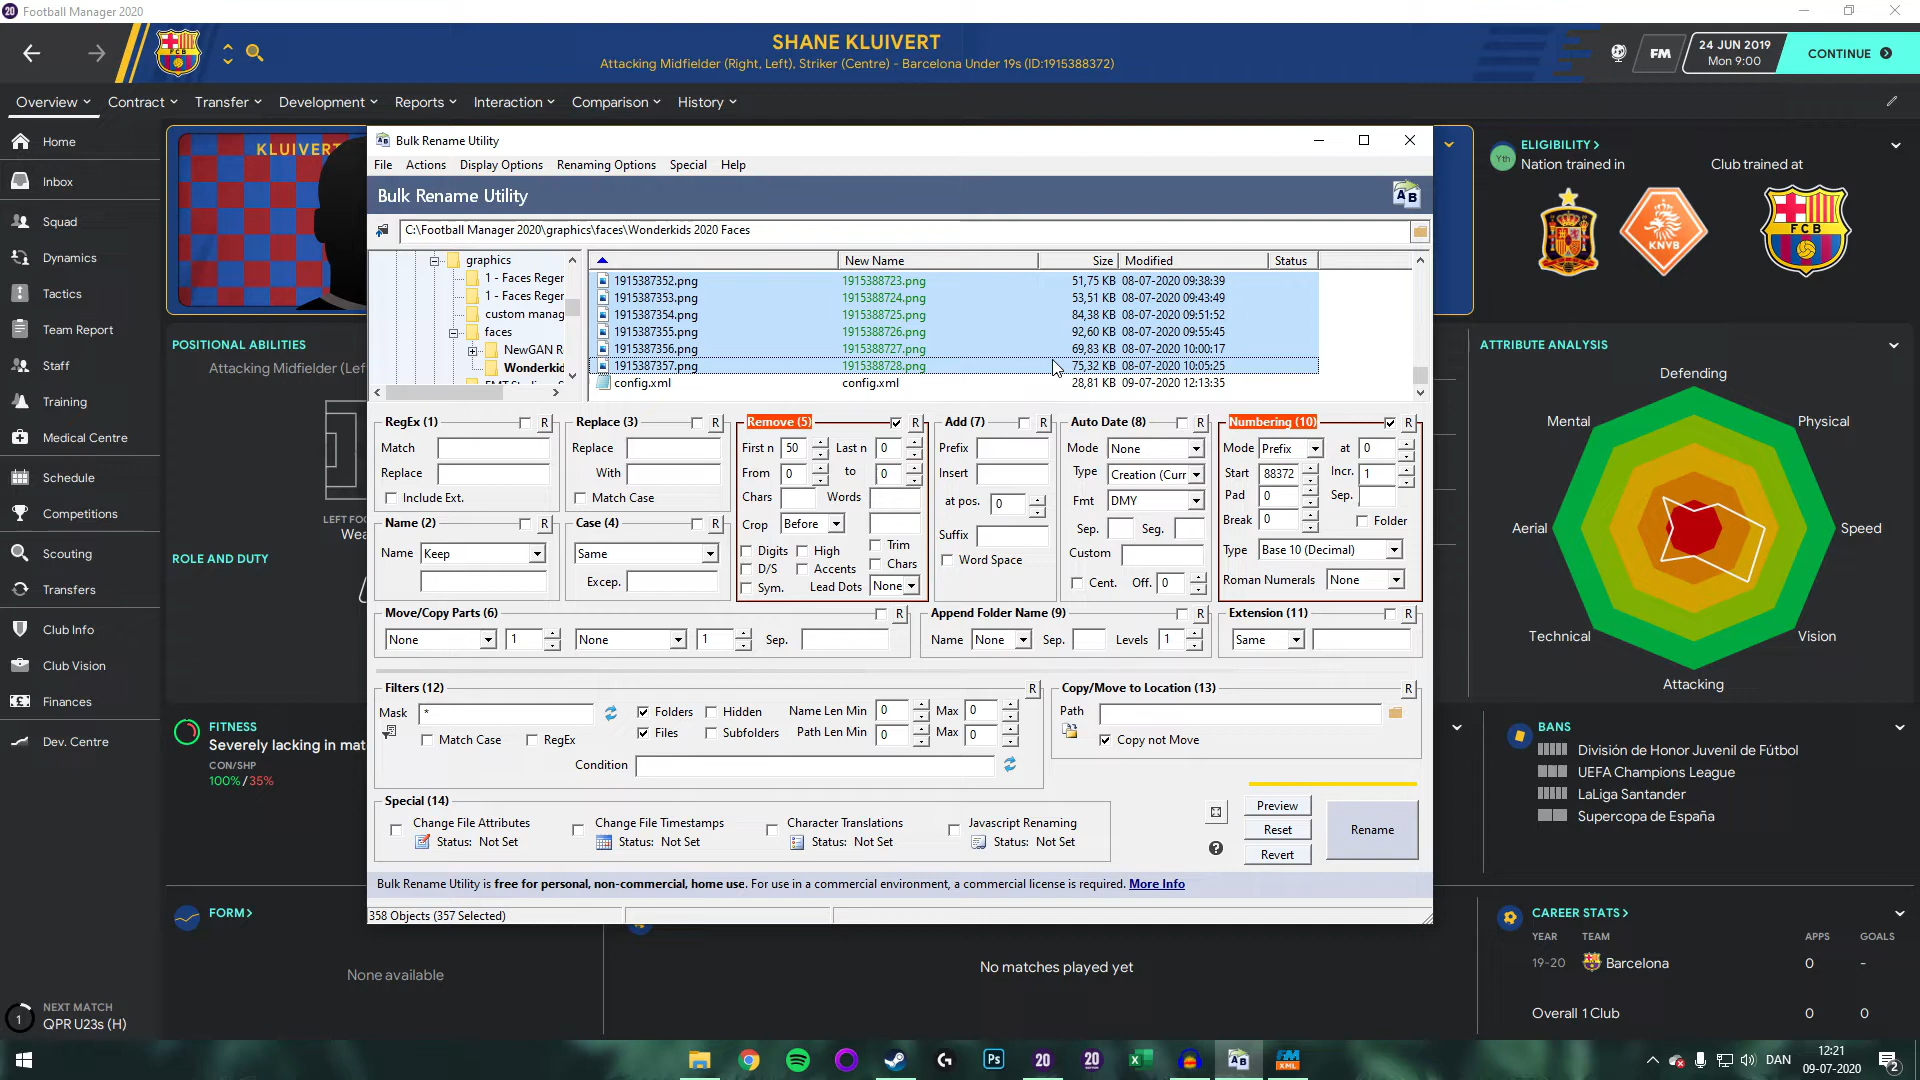 20 Football Manager 2020
SHANE KLUIVERT
Attacking Midfielder (Right, Left), Striker (Centre) - Barcelona Under 19s (ID:1915388372)
FM
24 JUN 2019
Mon 9:00
CONTINUE
Overview Contract Transfer Development Reports Interaction Comparison History
Home
Inbox
Squad
Dynamics
Tactics
Team Report
Staff
Training
Medical Centre
Schedule
Competitions
Scouting
Transfers
Club Info
Club Vision
Finances
Dev. Centre
1 NEXT MATCH
QPR U23s (H)
KLUIVERT
POSITIONAL ABILITIES
Attacking Midfielder (Lef
LEFT FOO
Wea
ROLE AND DUTY
FITNESS
Severely lacking in mat
CON/SHP
100%/35%
FORM>
None available
No matches played yet
Bulk Rename Utility
File Actions Display Options Renaming Options Special Help
Bulk Rename Utility
C:\Football Manager 2020\graphics\faces\Wonderkids 2020 Faces
graphics
1 - Faces Reger
1 - Faces Reger
custom manag
faces
NewGAN R
Wonderkid
New Name Size Modified Status
1915387352.png 1915388723.png 51,75 KB 08-07-2020 09:38:39
1915387353.png 1915388724.png 53,51 KB 08-07-2020 09:43:49
1915387354.png 1915388725.png 84,38 KB 08-07-2020 09:51:52
1915387355.png 1915388726.png 92,60 KB 08-07-2020 09:55:45
1915387356.png 1915388727.png 69,83 KB 08-07-2020 10:00:17
1915387357.png 1915388728.png 75,32 KB 08-07-2020 10:05:25
config.xml config.xml 28,81 KB 09-07-2020 12:13:35
RegEx (1) R
Match
Replace
Include Ext.
Name (2) R
Name Keep
Replace (3) R
Replace
With
Match Case
Case (4) R
Same
Excep.
Remove (5) R
First n 50 Last n 0
From 0 to 0
Chars Words
Crop Before
Digits High Trim
D/S Accents Chars
Sym. Lead Dots None
Add (7) R
Prefix
Insert
at pos. 0
Suffix
Word Space
Auto Date (8) R
Mode None
Type Creation (Curr
Fmt DMY
Sep. Seg.
Custom
Cent. Off. 0
Numbering (10) R
Mode Prefix at 0
Start 88372 Incr. 1
Pad 0 Sep.
Break 0 Folder
Type Base 10 (Decimal)
Roman Numerals None
Move/Copy Parts (6) R
None 1 None 1 Sep.
Append Folder Name (9) R
Name None Sep. Levels 1
Extension (11) R
Same
Filters (12) R
Mask * Folders Hidden Name Len Min 0 Max 0
Files Subfolders Path Len Min 0 Max 0
Match Case RegEx
Condition
Copy/Move to Location (13) R
Path
Copy not Move
Special (14)
Change File Attributes
Status: Not Set
Change File Timestamps
Status: Not Set
Character Translations
Status: Not Set
Javascript Renaming
Status: Not Set
Preview
Reset
Revert
Rename
Bulk Rename Utility is free for personal, non-commercial, home use. For use in a commercial environment, a commercial license is required. More Info
358 Objects (357 Selected)
Yth
ELIGIBILITY>
Nation trained in
Club trained at
KNVB
FCB
ATTRIBUTE ANALYSIS
Defending
Mental Physical
Aerial Speed
Technical Vision
Attacking
BANS
División de Honor Juvenil de Fútbol
UEFA Champions League
LaLiga Santander
Supercopa de España
CAREER STATS>
YEAR TEAM APPS GOALS
19-20 Barcelona 0 -
Overall 1 Club 0 0
Ps 20 20 AB FM XML
DAN
12:21
09-07-2020
2